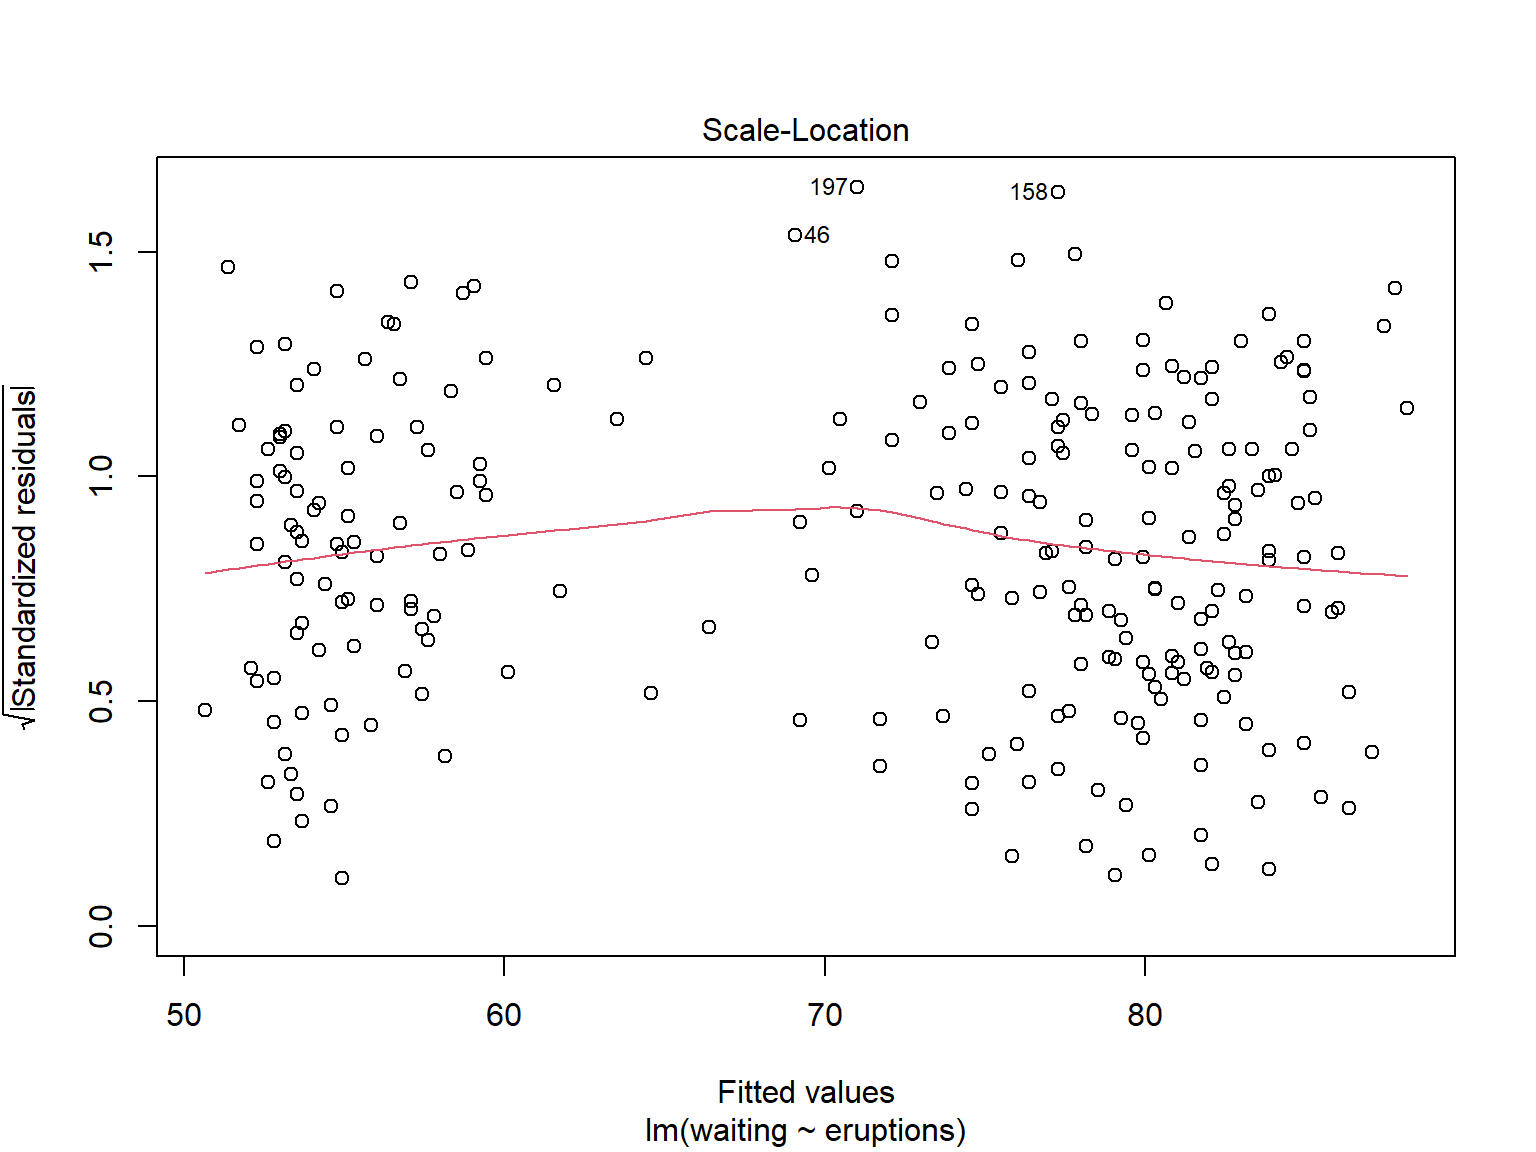 Scale-Location
197
158
46
√|Standardized residuals|
1.5
1.0
0.5
0.0
50 60 70 80
Fitted values
lm(waiting ~ eruptions)